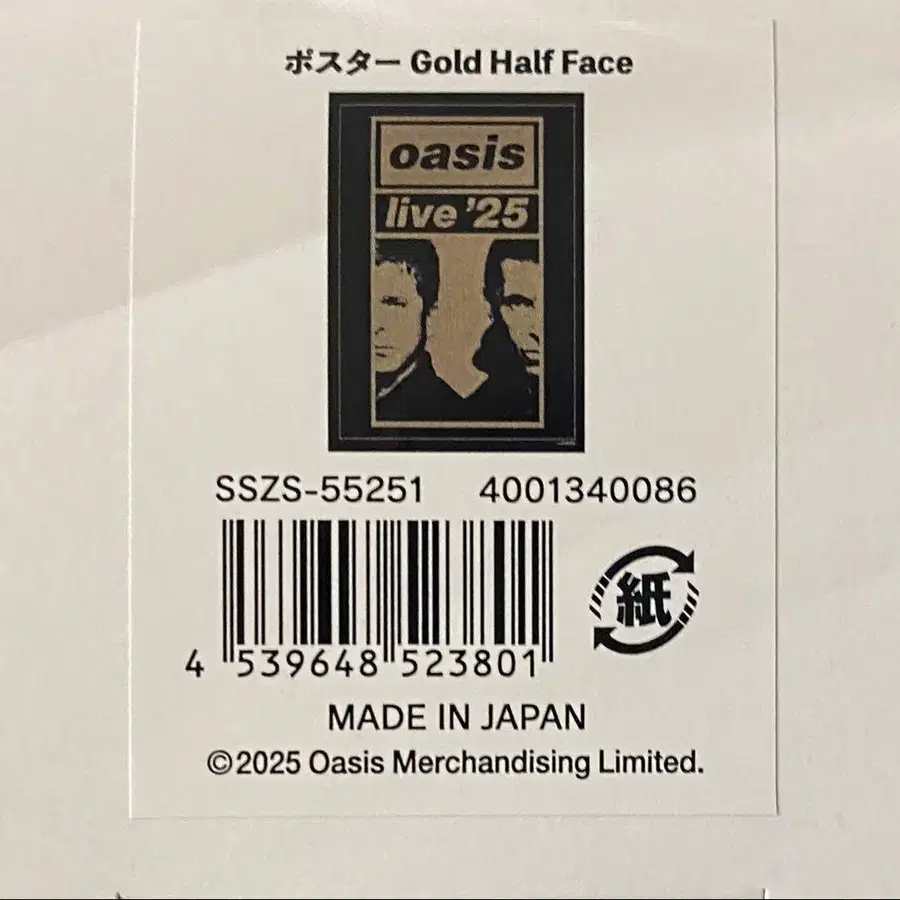 ポスター Gold Half Face
oasis
live '25
SSZS-55251 4001340086
紙
4 539648 523801
MADE IN JAPAN
©2025 Oasis Merchandising Limited.